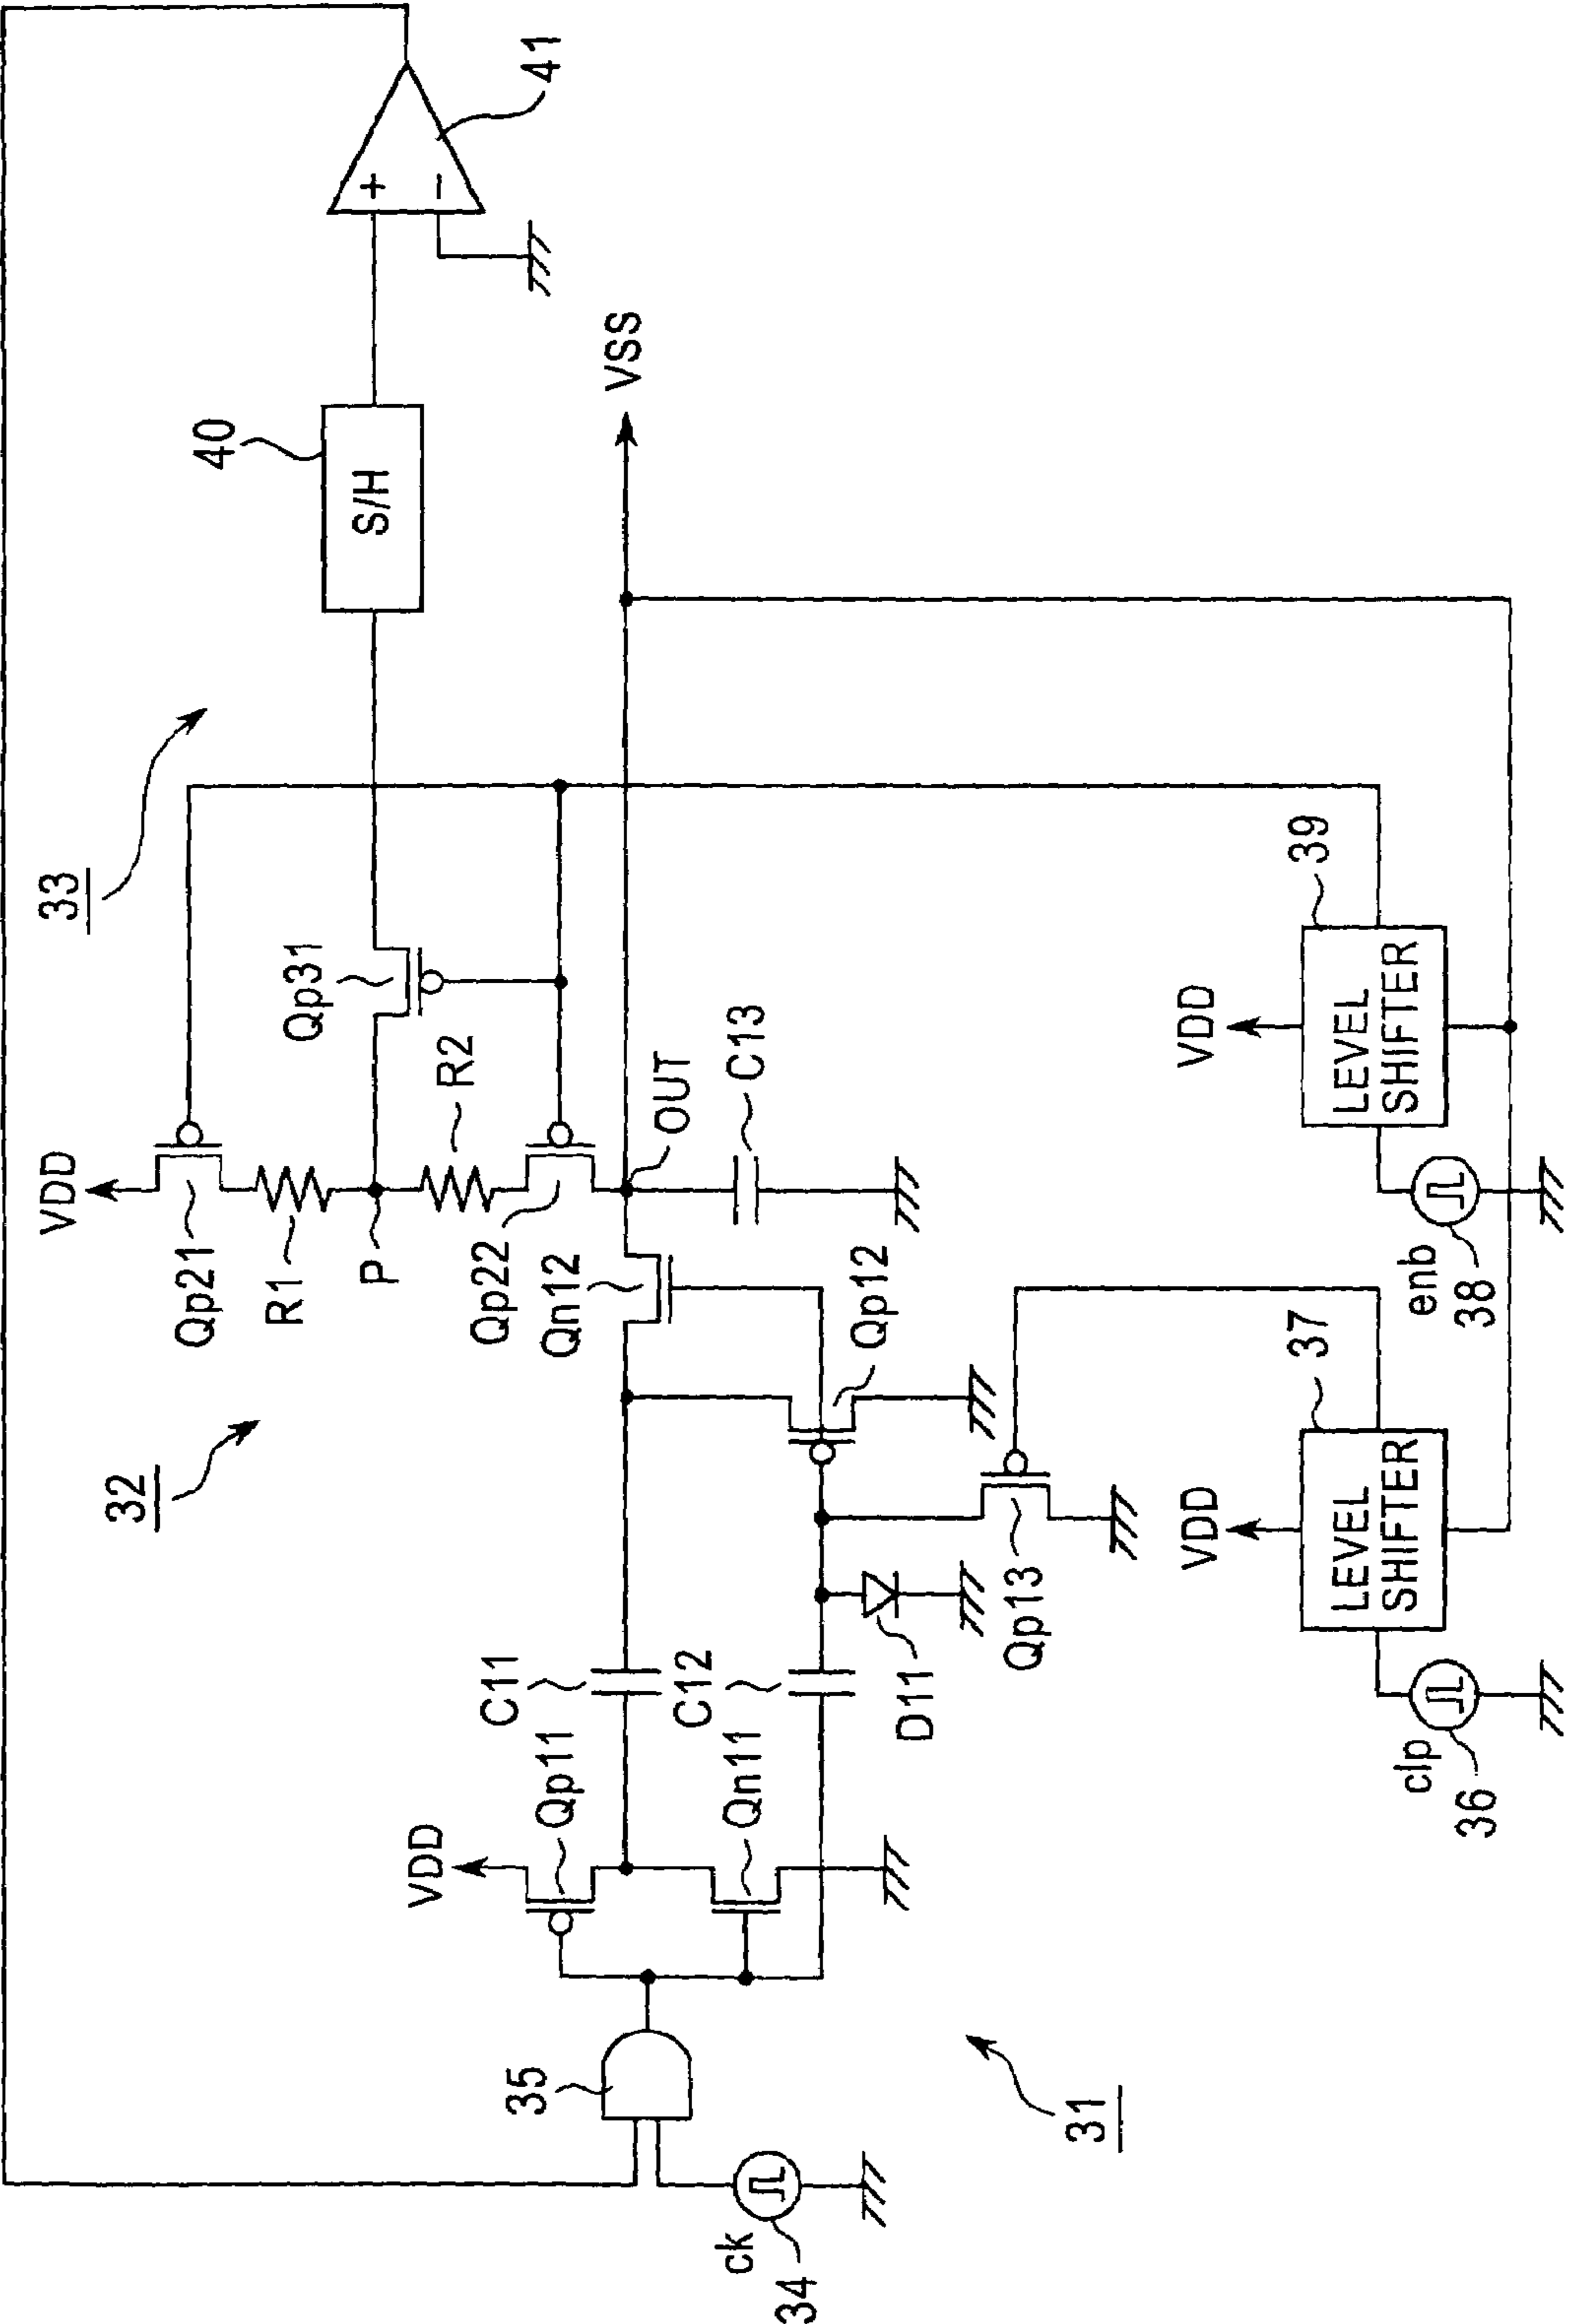 41
40
S/H
VSS
33
Qp31
VDD
R2
OUT
C13
39
VDD
LEVEL
SHIFTER
Qp21
R1
P
Qp22
Qn12
Qp12
enb
38
32
37
VDD
LEVEL
SHIFTER
C11
C12
D11
Qp13
clp
36
VDD
Qp11
Qn11
35
31
ck
34
+
−